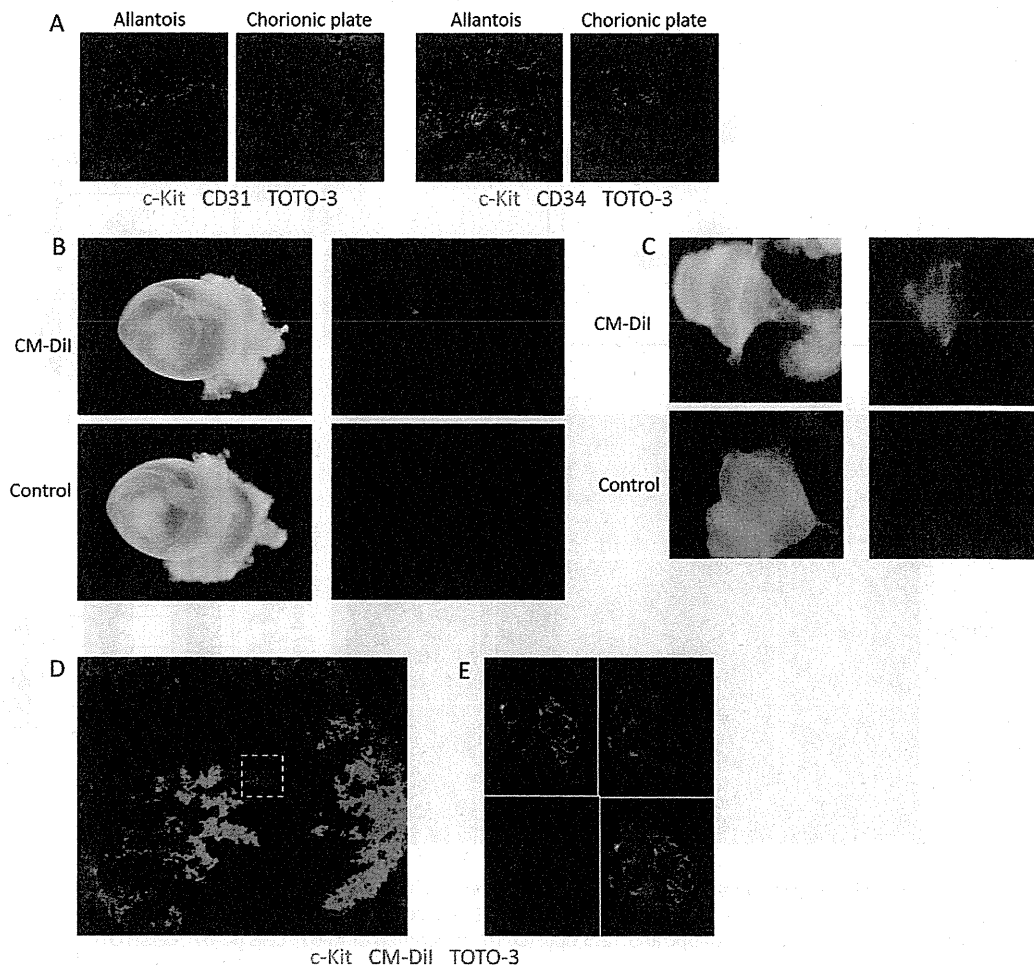 A
Allantois Chorionic plate Allantois Chorionic plate
c-Kit CD31 TOTO-3 c-Kit CD34 TOTO-3
B
C
CM-DiI
CM-DiI
Control
Control
D
E
c-Kit CM-DiI TOTO-3